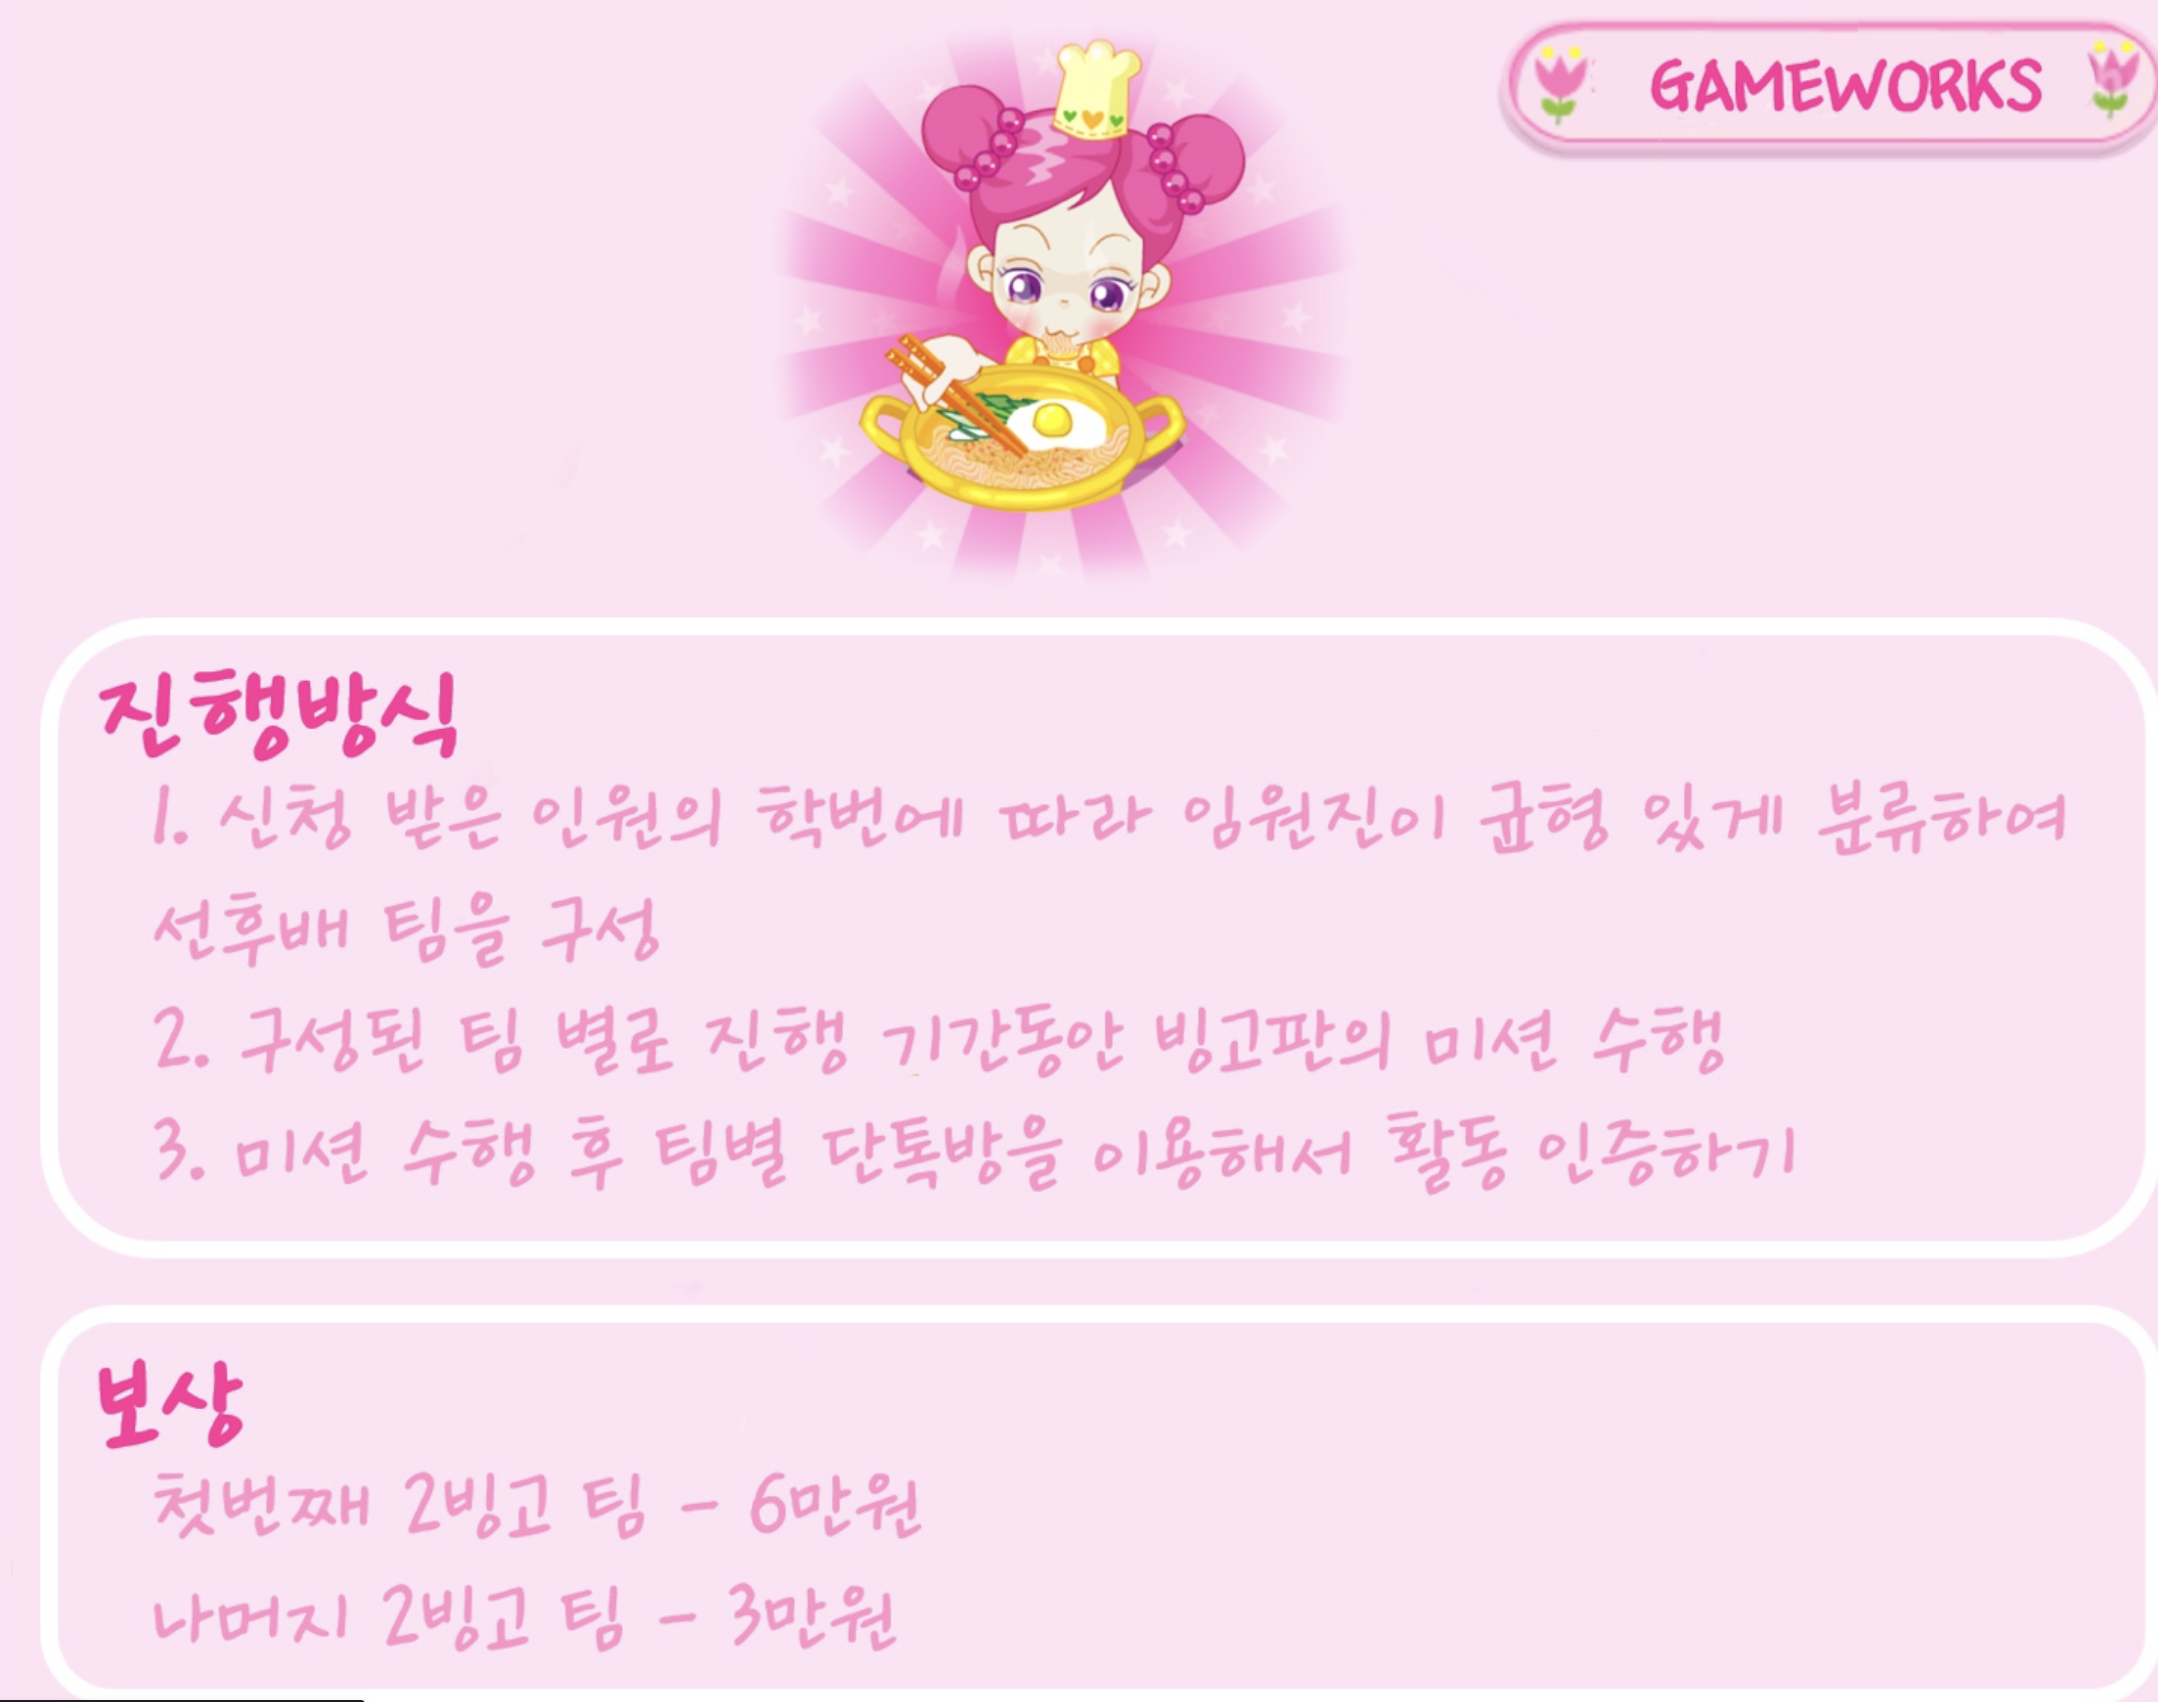 GAMEWORKS
진행방식
1. 신청 받은 인원의 학번에 따라 임원진이 균형 있게 분류하여
선후배 팀을 구성
2. 구성된 팀 별로 진행 기간동안 빙고판의 미션 수행
3. 미션 수행 후 팀별 단톡방을 이용해서 활동 인증하기
보상
첫번째 2빙고 팀 - 6만원
나머지 2빙고 팀 - 3만원